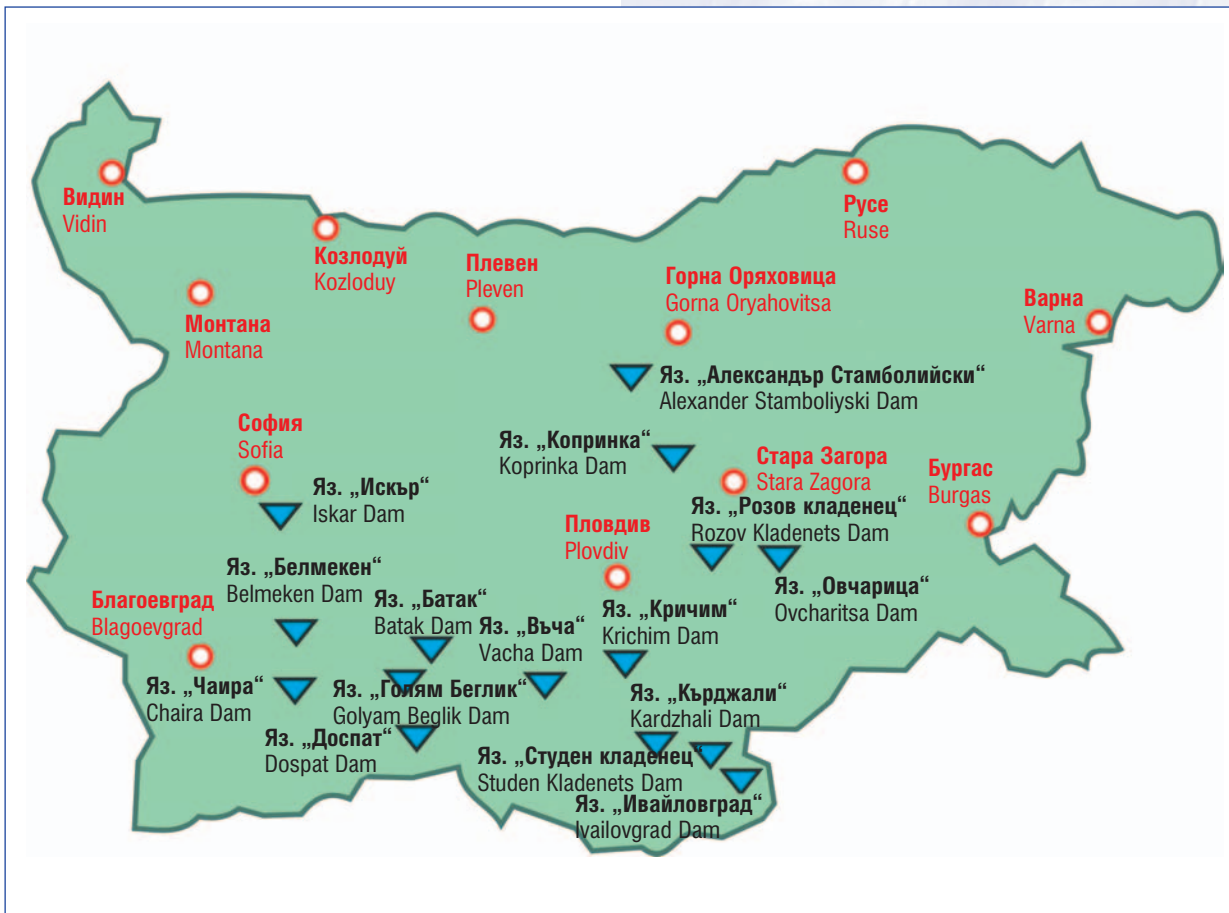 Видин
Vidin
Русе
Ruse
Козлодуй
Kozloduy
Плевен
Pleven
Горна Оряховица
Gorna Oryahovitsa
Варна
Varna
Монтана
Montana
Яз. „Александър Стамболийски“
Alexander Stamboliyski Dam
София
Sofia
Яз. „Копринка“
Koprinka Dam
Стара Загора
Stara Zagora
Бургас
Burgas
Яз. „Искър“
Iskar Dam
Яз. „Розов кладенец“
Rozov Kladenets Dam
Пловдив
Plovdiv
Яз. „Овчарица“
Ovcharitsa Dam
Яз. „Белмекен“
Belmeken Dam
Яз. „Батак“
Batak Dam
Благоевград
Blagoevgrad
Яз. „Въча“
Vacha Dam
Яз. „Кричим“
Krichim Dam
Яз. „Чаира“
Chaira Dam
Яз. „Голям Беглик“
Golyam Beglik Dam
Яз. „Кърджали“
Kardzhali Dam
Яз. „Доспат“
Dospat Dam
Яз. „Студен кладенец“
Studen Kladenets Dam
Яз. „Ивайловград“
Ivailovgrad Dam